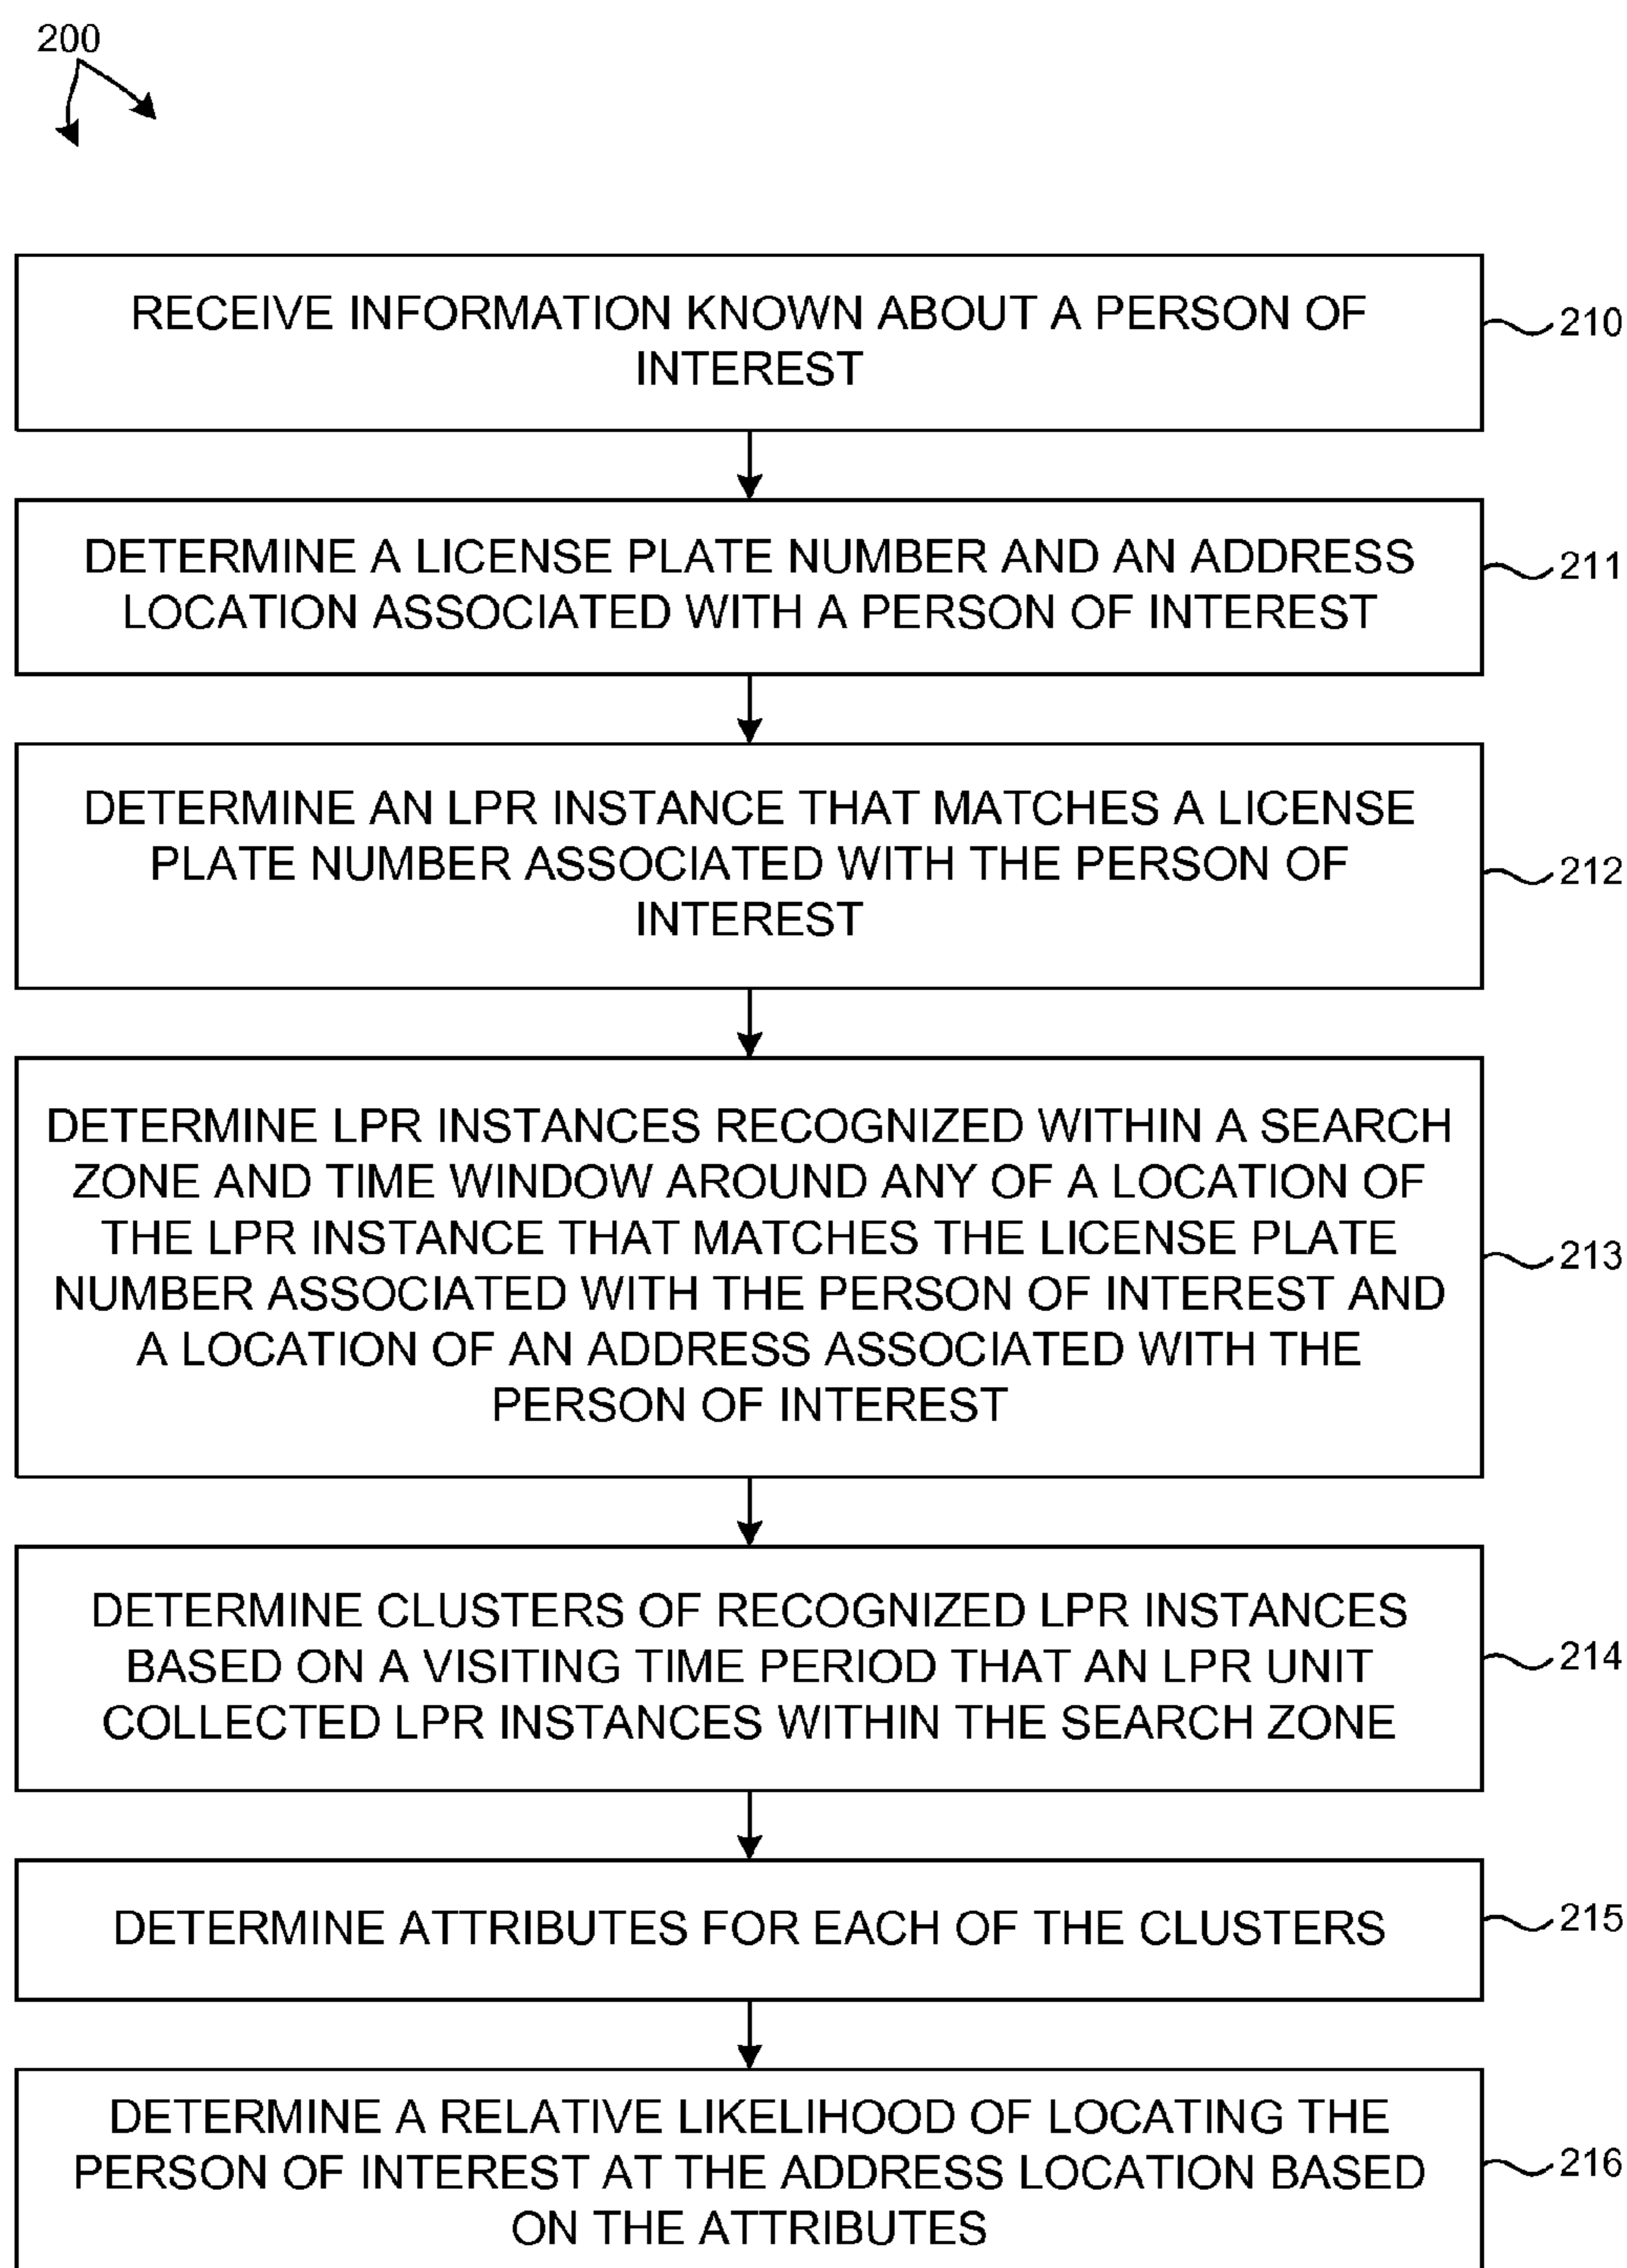 200
RECEIVE INFORMATION KNOWN ABOUT A PERSON OF
INTEREST
210
DETERMINE A LICENSE PLATE NUMBER AND AN ADDRESS
LOCATION ASSOCIATED WITH A PERSON OF INTEREST
211
DETERMINE AN LPR INSTANCE THAT MATCHES A LICENSE
PLATE NUMBER ASSOCIATED WITH THE PERSON OF
INTEREST
212
DETERMINE LPR INSTANCES RECOGNIZED WITHIN A SEARCH
ZONE AND TIME WINDOW AROUND ANY OF A LOCATION OF
THE LPR INSTANCE THAT MATCHES THE LICENSE PLATE
NUMBER ASSOCIATED WITH THE PERSON OF INTEREST AND
A LOCATION OF AN ADDRESS ASSOCIATED WITH THE
PERSON OF INTEREST
213
DETERMINE CLUSTERS OF RECOGNIZED LPR INSTANCES
BASED ON A VISITING TIME PERIOD THAT AN LPR UNIT
COLLECTED LPR INSTANCES WITHIN THE SEARCH ZONE
214
DETERMINE ATTRIBUTES FOR EACH OF THE CLUSTERS
215
DETERMINE A RELATIVE LIKELIHOOD OF LOCATING THE
PERSON OF INTEREST AT THE ADDRESS LOCATION BASED
ON THE ATTRIBUTES
216